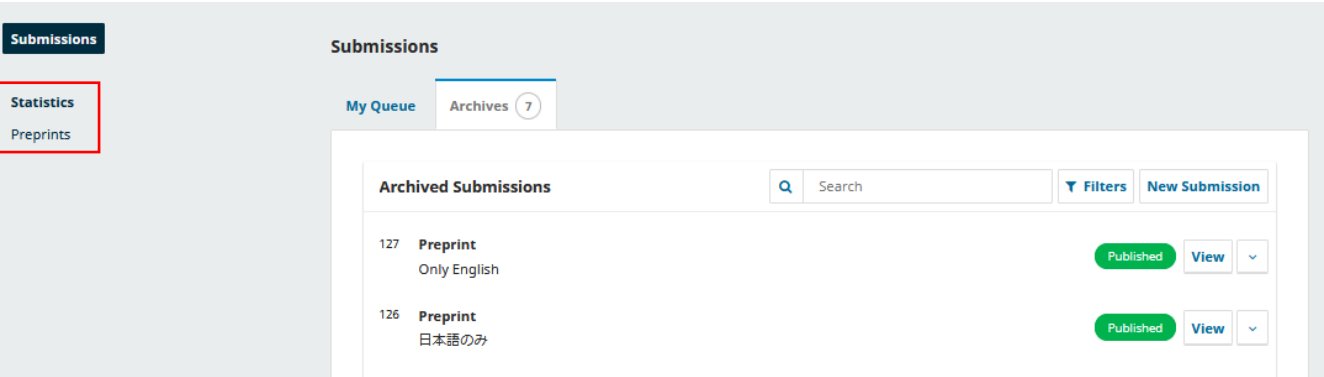 Submissions
Statistics
Preprints
Submissions
My Queue
Archives 7
Archived Submissions
Search
Filters
New Submission
127 Preprint
Only English
Published
View
126 Preprint
日本語のみ
Published
View